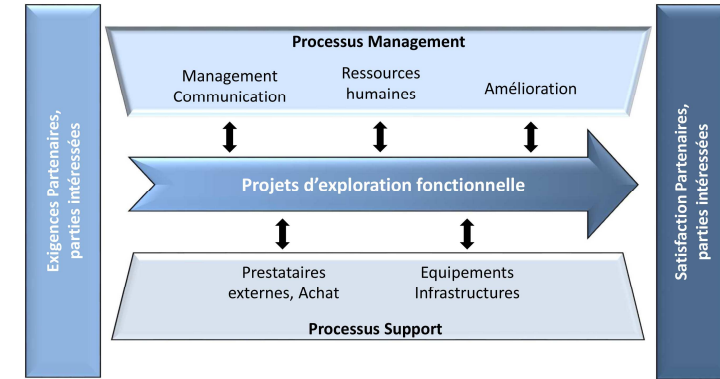 Exigences Partenaires,
parties intéressées
Processus Management
Management
Communication
Ressources
humaines
Amélioration
Projets d’exploration fonctionnelle
Prestataires
externes, Achat
Equipements
Infrastructures
Processus Support
Satisfaction Partenaires,
parties intéressées